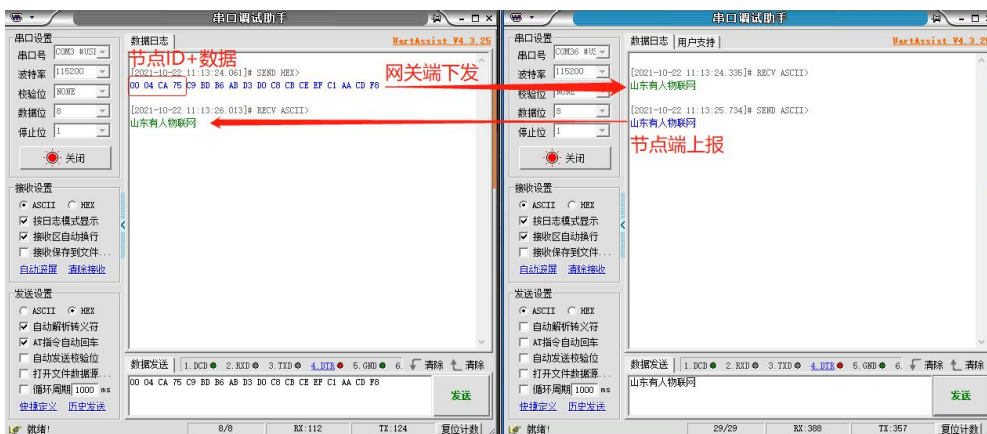 串口调试助手
串口设置
串口号 COM3 #USI
波特率 115200
校验位 NONE
数据位 8
停止位 1
关闭
接收设置
ASCII HEX
按日志模式显示
接收区自动换行
接收保存到文件...
自动滚屏 清除接收
发送设置
ASCII HEX
自动解析转义符
AT指令自动回车
自动发送校验位
打开文件数据源...
循环周期 1000 ms
快捷定义 历史发送
数据日志
UartAssist V4.3.25
节点ID+数据
[2021-10-22 11:13:24.061]# SEND HEX>
00 04 CA 75 C9 BD B6 AB D3 D0 C8 CB CE EF C1 AA CD F8
网关端下发
[2021-10-22 11:13:26.013]# RECV ASCII>
山东有人物联网
数据发送 1.DCD 2.RXD 3.TXD 4.DTR 5.GND 6. 清除 清除
00 04 CA 75 C9 BD B6 AB D3 D0 C8 CB CE EF C1 AA CD F8
发送
就绪! 8/8 RX:112 TX:124 复位计数
串口调试助手
串口设置
串口号 COM36 #US
波特率 115200
校验位 NONE
数据位 8
停止位 1
关闭
接收设置
ASCII HEX
按日志模式显示
接收区自动换行
接收保存到文件...
自动滚屏 清除接收
发送设置
ASCII HEX
自动解析转义符
AT指令自动回车
自动发送校验位
打开文件数据源...
循环周期 1000 ms
快捷定义 历史发送
数据日志 用户支持
UartAssist V4.3.25
[2021-10-22 11:13:24.335]# RECV ASCII>
山东有人物联网
[2021-10-22 11:13:25.734]# SEND ASCII>
山东有人物联网
节点端上报
数据发送 1.DCD 2.RXD 3.TXD 4.DTR 5.GND 6. 清除 清除
山东有人物联网
发送
就绪! 29/29 RX:388 TX:357 复位计数